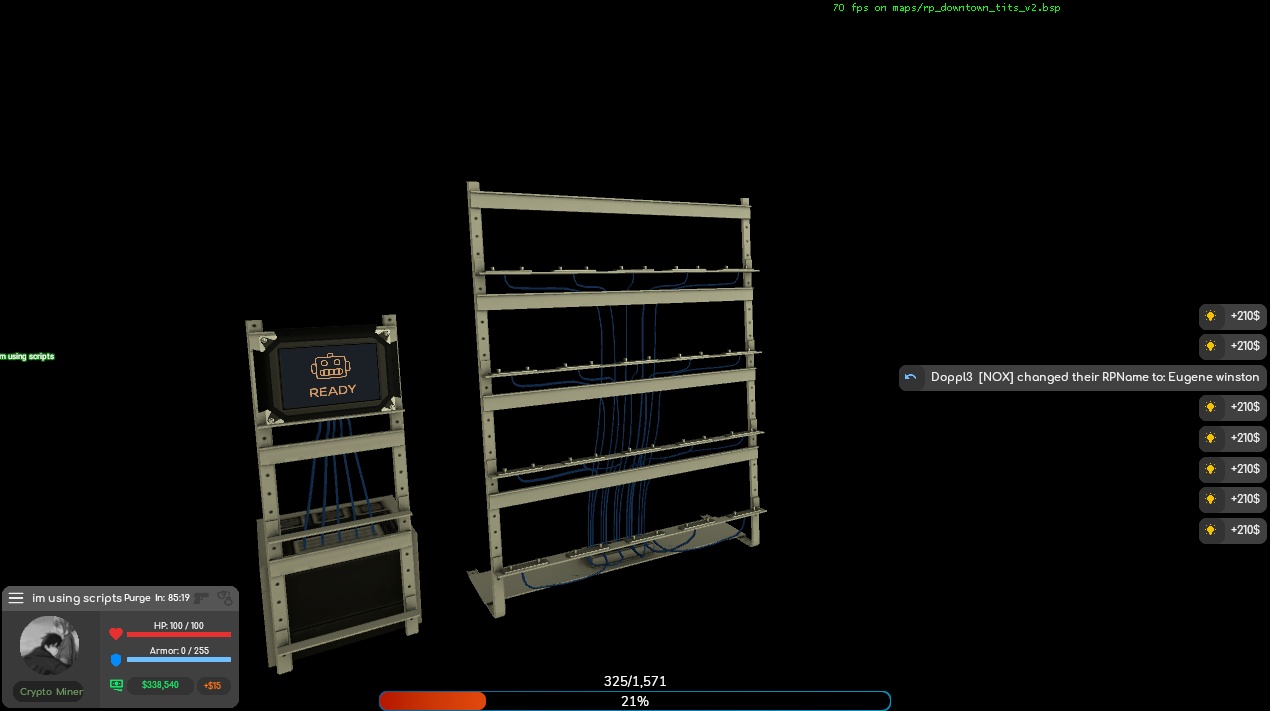 70 fps on maps/rp_downtown_tits_v2.bsp
+210$
+210$
Doppl3 [NOX] changed their RPName to: Eugene winston
+210$
+210$
+210$
+210$
+210$
READY
m using scripts
im using scripts Purge In: 85:19
HP: 100 / 100
Armor: 0 / 255
Crypto Miner
$338,540
+$15
325/1,571
21%